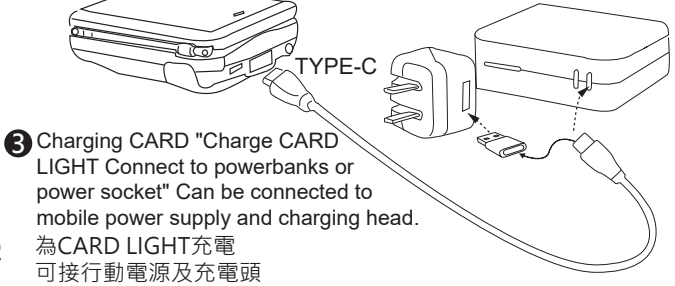 TYPE-C
❸ Charging CARD "Charge CARD
LIGHT Connect to powerbanks or
power socket" Can be connected to
mobile power supply and charging head.
為CARD LIGHT充電
可接行動電源及充電頭